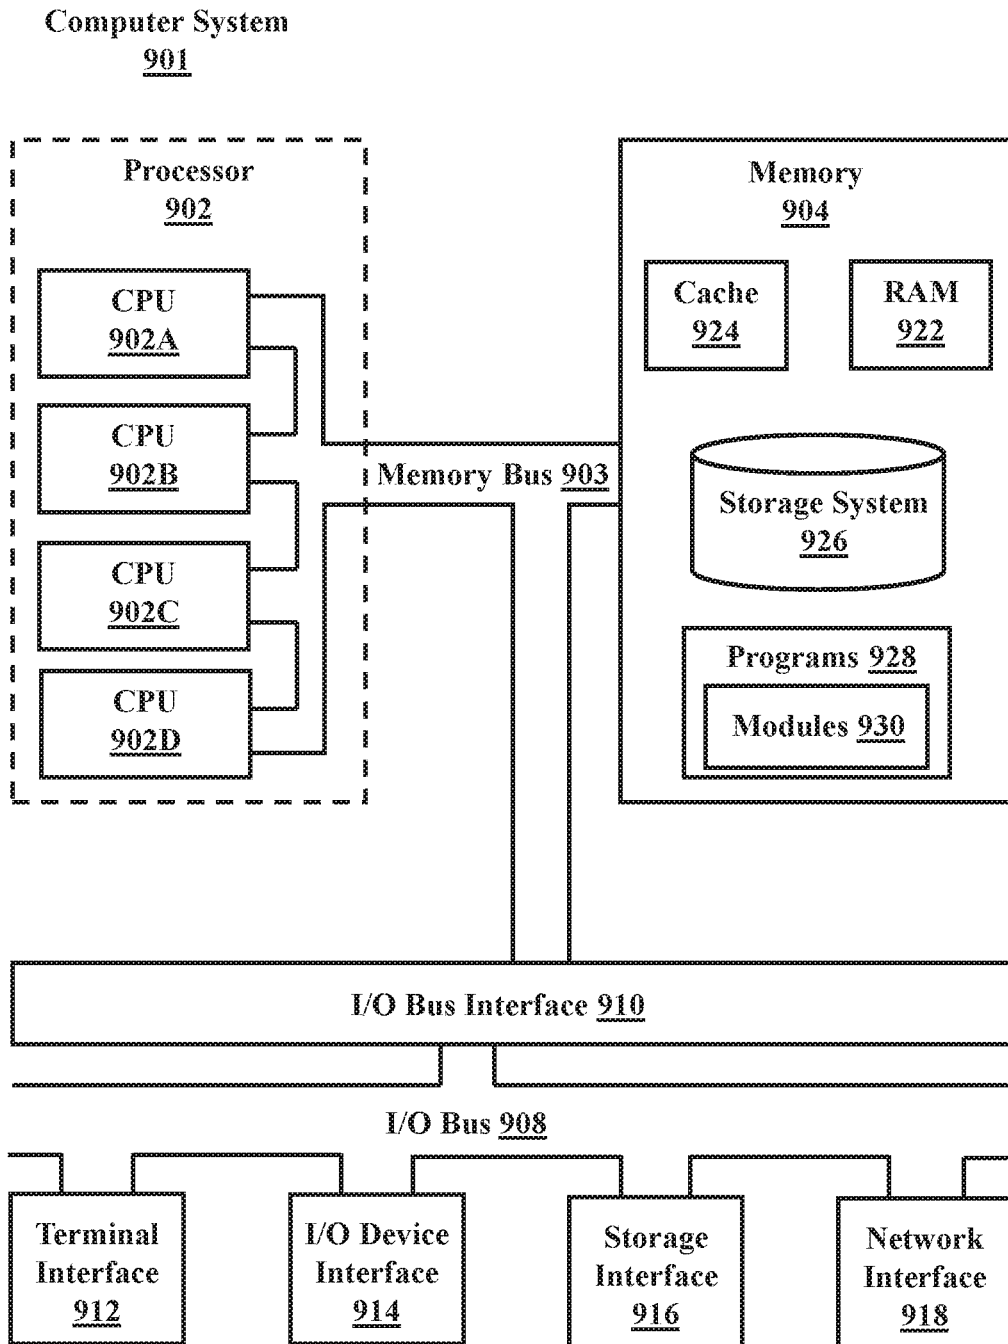 Computer System
901
Processor
902
CPU
902A
CPU
902B
CPU
902C
CPU
902D
Memory Bus 903
Memory
904
Cache
924
RAM
922
Storage System
926
Programs 928
Modules 930
I/O Bus Interface 910
I/O Bus 908
Terminal
Interface
912
I/O Device
Interface
914
Storage
Interface
916
Network
Interface
918